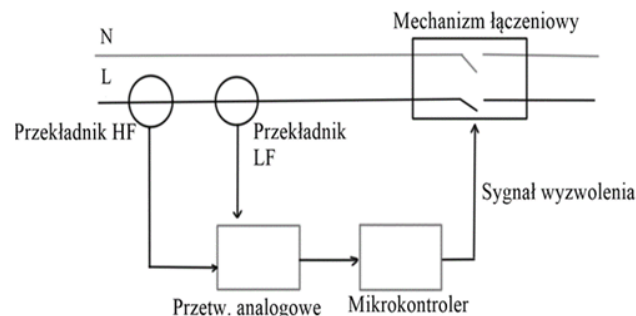 Mechanizm łączeniowy
N
L
Przekładnik HF
Przekładnik
LF
Sygnał wyzwolenia
Przetw. analogowe
Mikrokontroler